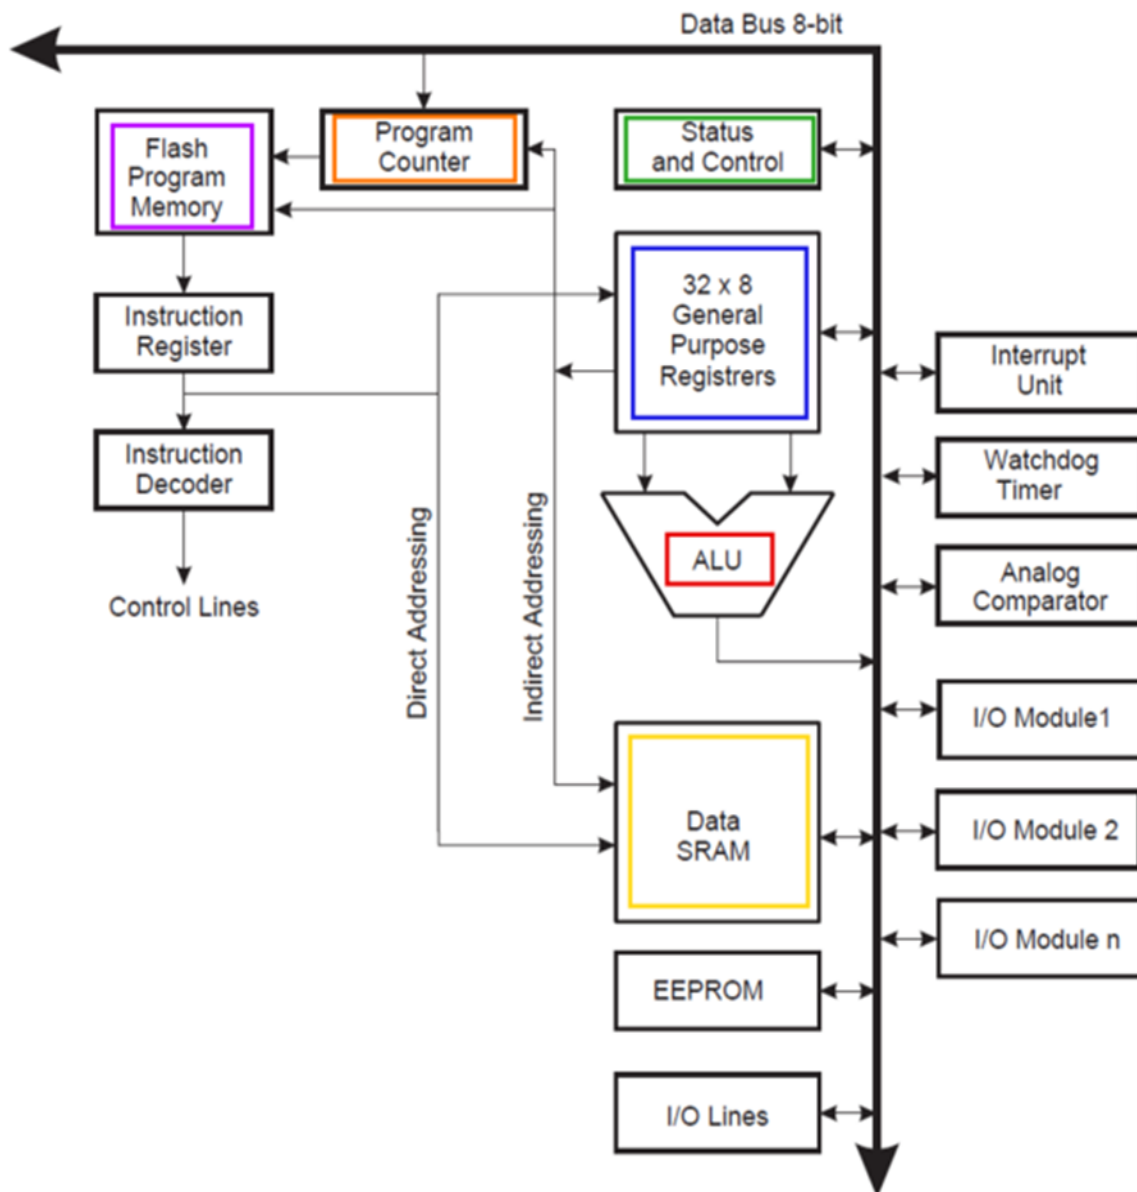 Data Bus 8-bit
Flash
Program
Memory
Program
Counter
Status
and Control
32 x 8
General
Purpose
Registrers
Instruction
Register
Instruction
Decoder
Control Lines
Direct Addressing
Indirect Addressing
ALU
Data
SRAM
EEPROM
I/O Lines
Interrupt
Unit
Watchdog
Timer
Analog
Comparator
I/O Module1
I/O Module 2
I/O Module n